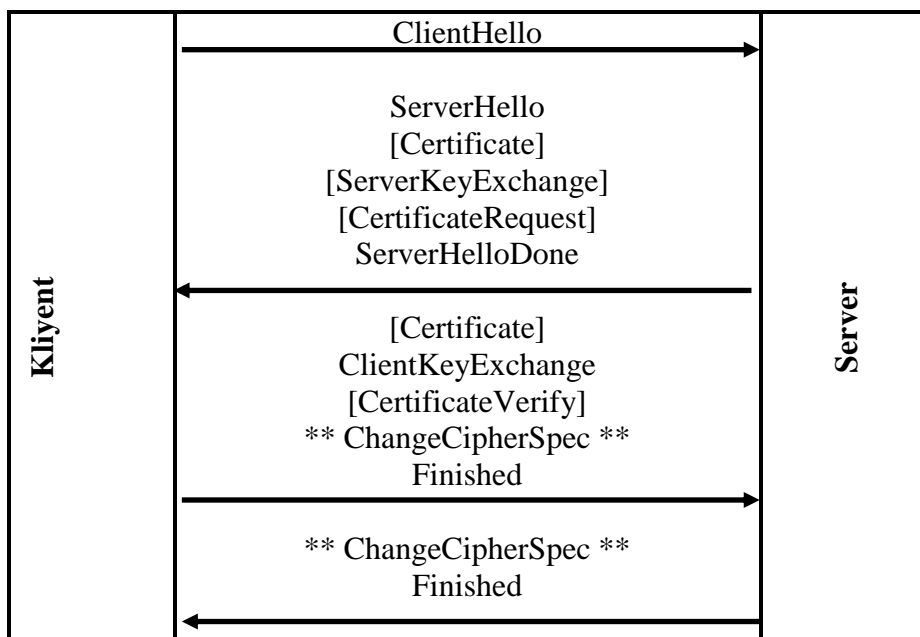 ClientHello
ServerHello
[Certificate]
[ServerKeyExchange]
[CertificateRequest]
ServerHelloDone
Kliyent
Server
[Certificate]
ClientKeyExchange
[CertificateVerify]
** ChangeCipherSpec **
Finished
** ChangeCipherSpec **
Finished